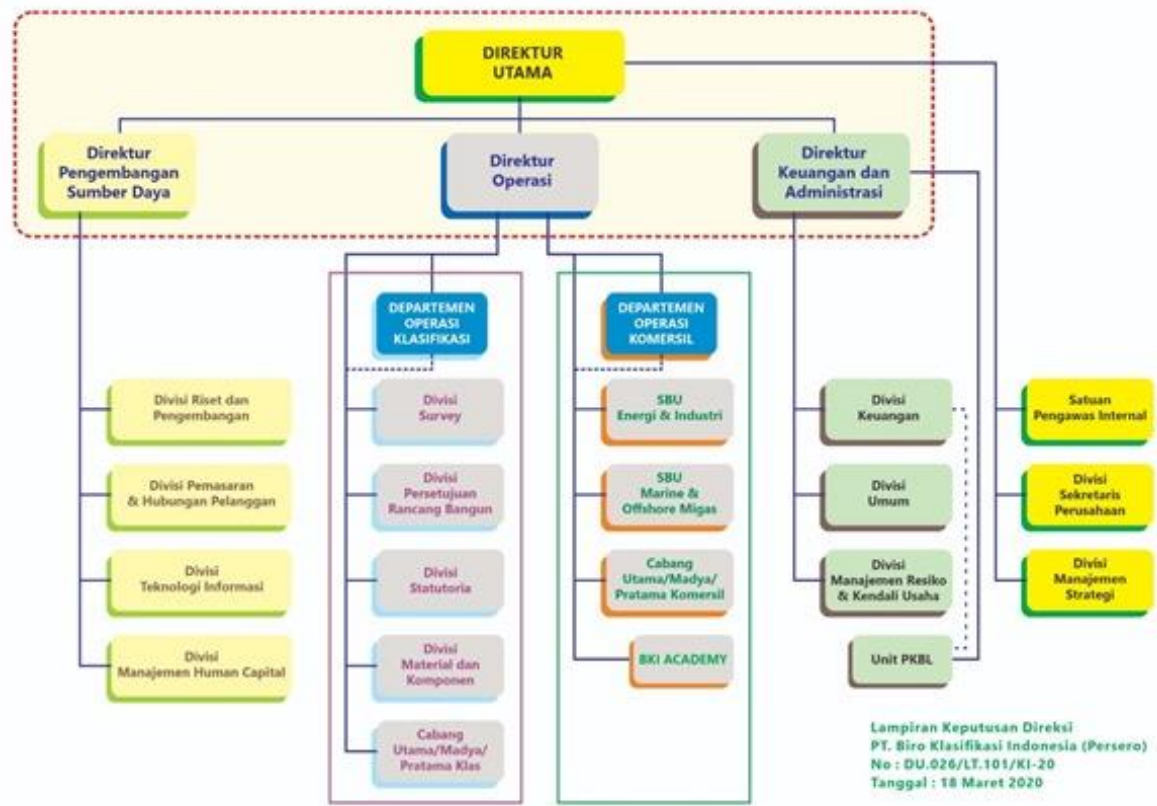 DIREKTUR
UTAMA
Direktur
Pengembangan
Sumber Daya
Direktur
Operasi
Direktur
Keuangan dan
Administrasi
DEPARTEMEN
OPERASI
KLASIFIKASI
DEPARTEMEN
OPERASI
KOMERSIL
Divisi Riset dan
Pengembangan
Divisi
Survey
SBU
Energi & Industri
Divisi
Keuangan
Satuan
Pengawas Internal
Divisi Pemasaran
& Hubungan Pelanggan
Divisi
Persetujuan
Rancang Bangun
SBU
Marine &
Offshore Migas
Divisi
Umum
Divisi
Sekretaris
Perusahaan
Divisi
Teknologi Informasi
Divisi
Statutoria
Cabang
Utama/Madya/
Pratama Komersil
Divisi
Manajemen Resiko
& Kendali Usaha
Divisi
Manajemen
Strategi
Divisi
Manajemen Human Capital
Divisi
Material dan
Komponen
BKI ACADEMY
Unit PKBL
Cabang
Utama/Madya/
Pratama Klas
Lampiran Keputusan Direksi
PT. Biro Klasifikasi Indonesia (Persero)
No : DU.026/LT.101/KI-20
Tanggal : 18 Maret 2020